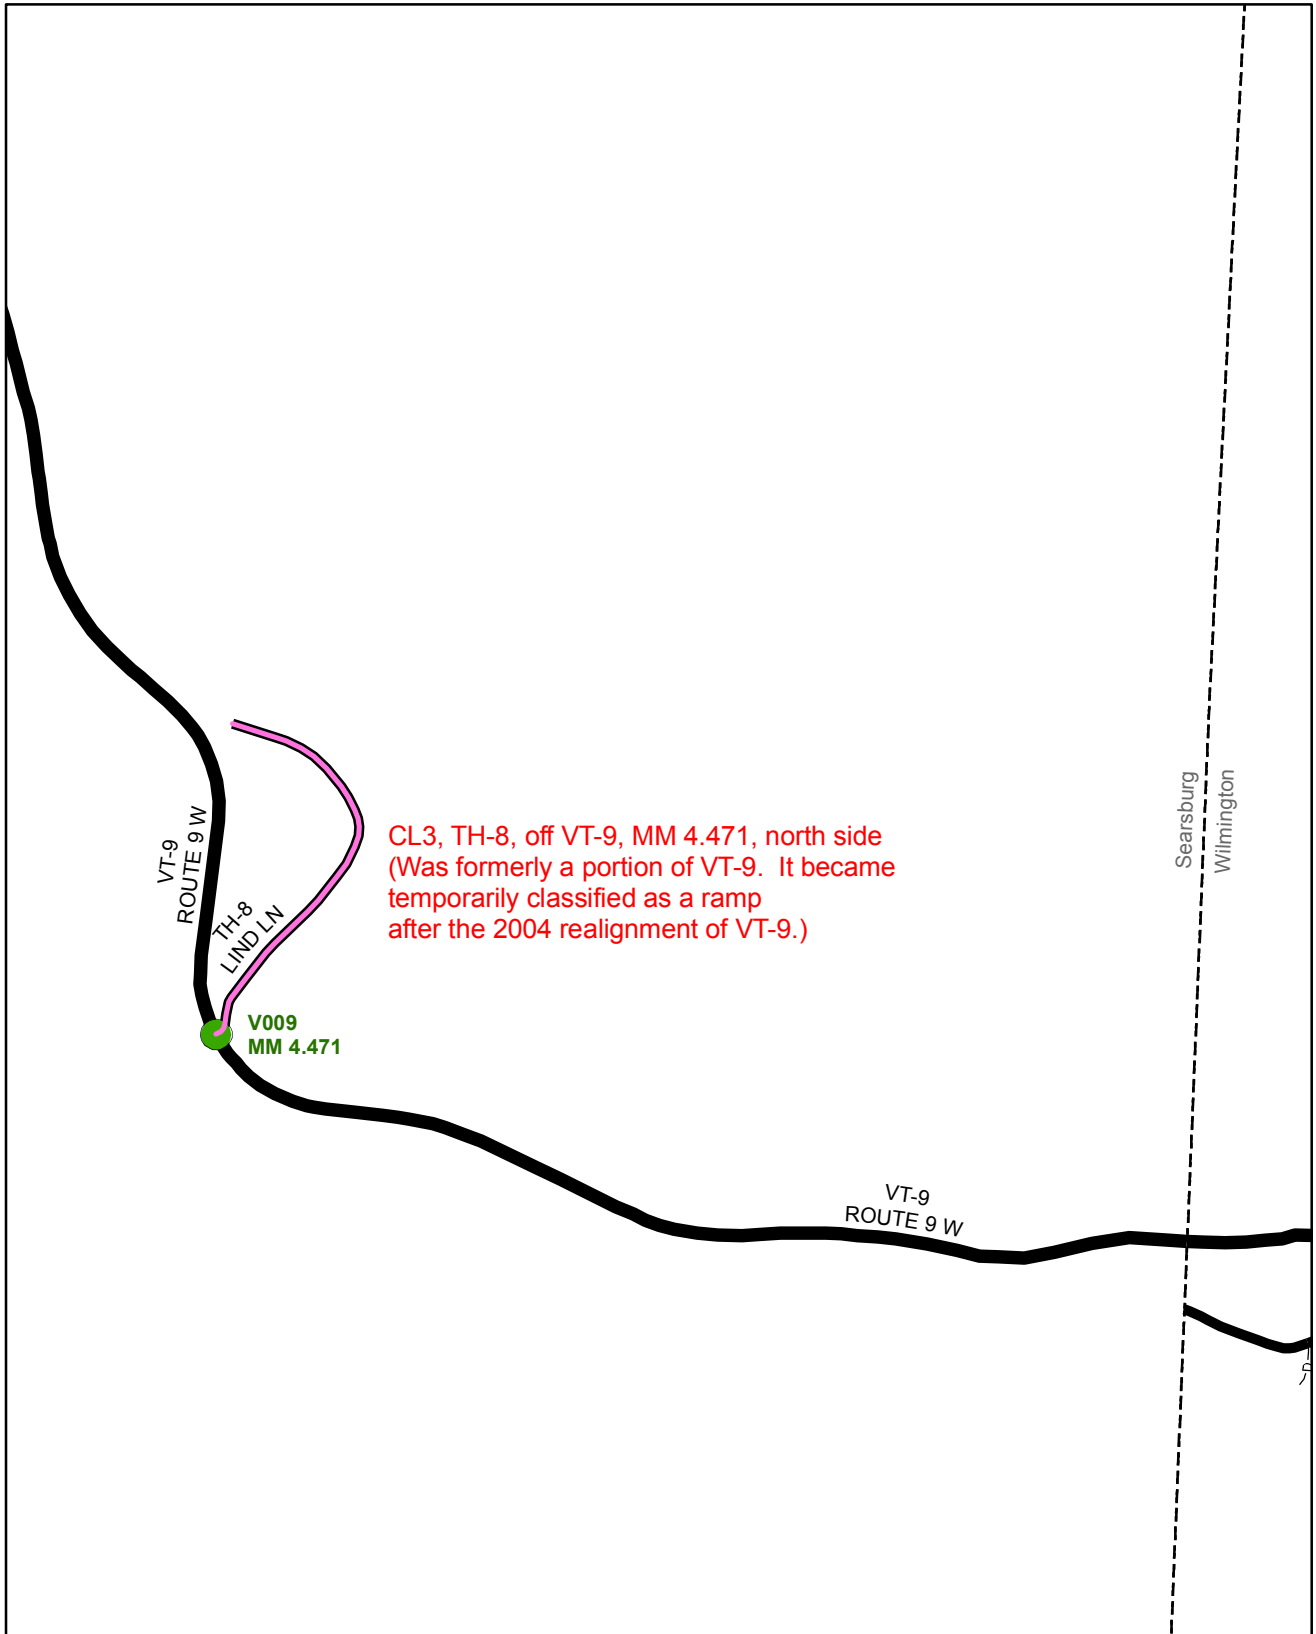 VT-9
ROUTE 9 W
TH-8
LIND LN
CL3, TH-8, off VT-9, MM 4.471, north side
(Was formerly a portion of VT-9.  It became
temporarily classified as a ramp
after the 2004 realignment of VT-9.)
Searsburg
Wilmington
V009
MM 4.471
VT-9
ROUTE 9 W